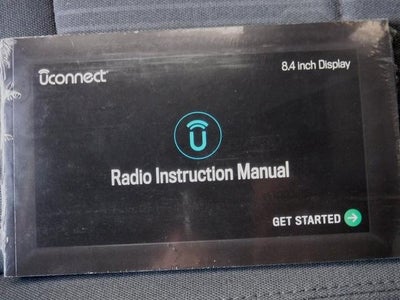 Uconnect
8.4 inch Display
Radio Instruction Manual
GET STARTED